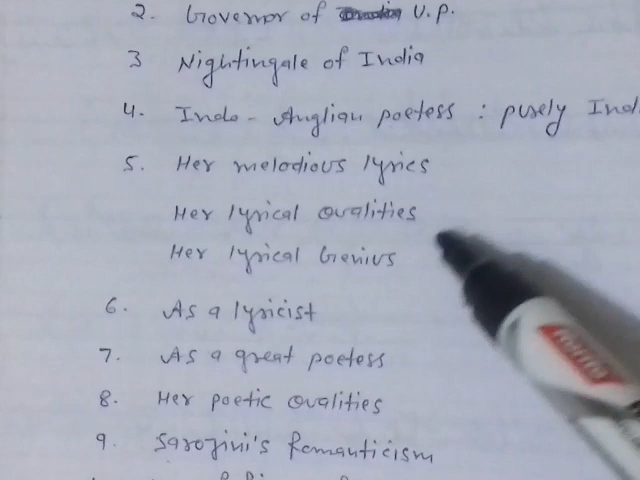 2. Governor of U.P.
3 Nightingale of India
4. Indo - Anglian poetess : purely Ind
5. Her melodious lyrics
Her lyrical Qualities
Her lyrical Genius
6. As a lyricist
7. As a great poetess
8. Her poetic Qualities
9. Sarojini's Romanticism